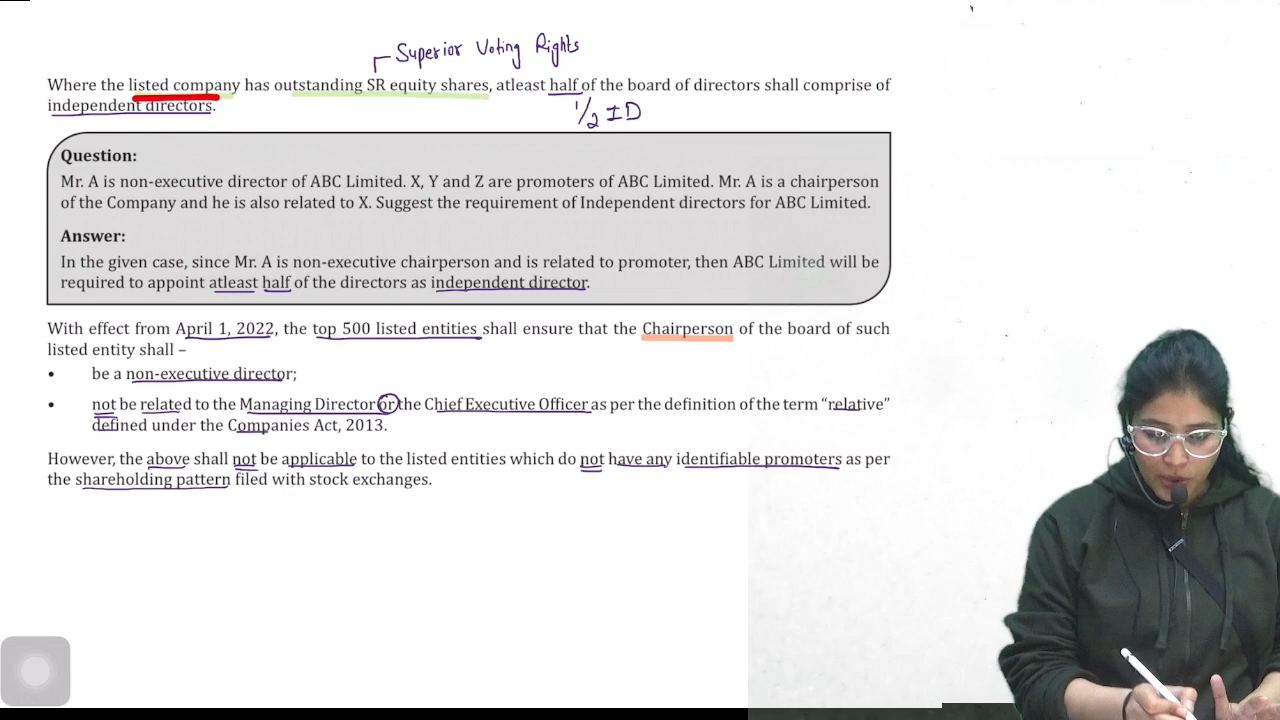 Superior Voting Rights
Where the listed company has outstanding SR equity shares, atleast half of the board of directors shall comprise of
independent directors.
1/2 ID
Question:
Mr. A is non-executive director of ABC Limited. X, Y and Z are promoters of ABC Limited. Mr. A is a chairperson
of the Company and he is also related to X. Suggest the requirement of Independent directors for ABC Limited.
Answer:
In the given case, since Mr. A is non-executive chairperson and is related to promoter, then ABC Limited will be
required to appoint atleast half of the directors as independent director.
With effect from April 1, 2022, the top 500 listed entities shall ensure that the Chairperson of the board of such
listed entity shall –
• be a non-executive director;
• not be related to the Managing Director or the Chief Executive Officer as per the definition of the term “relative”
defined under the Companies Act, 2013.
However, the above shall not be applicable to the listed entities which do not have any identifiable promoters as per
the shareholding pattern filed with stock exchanges.